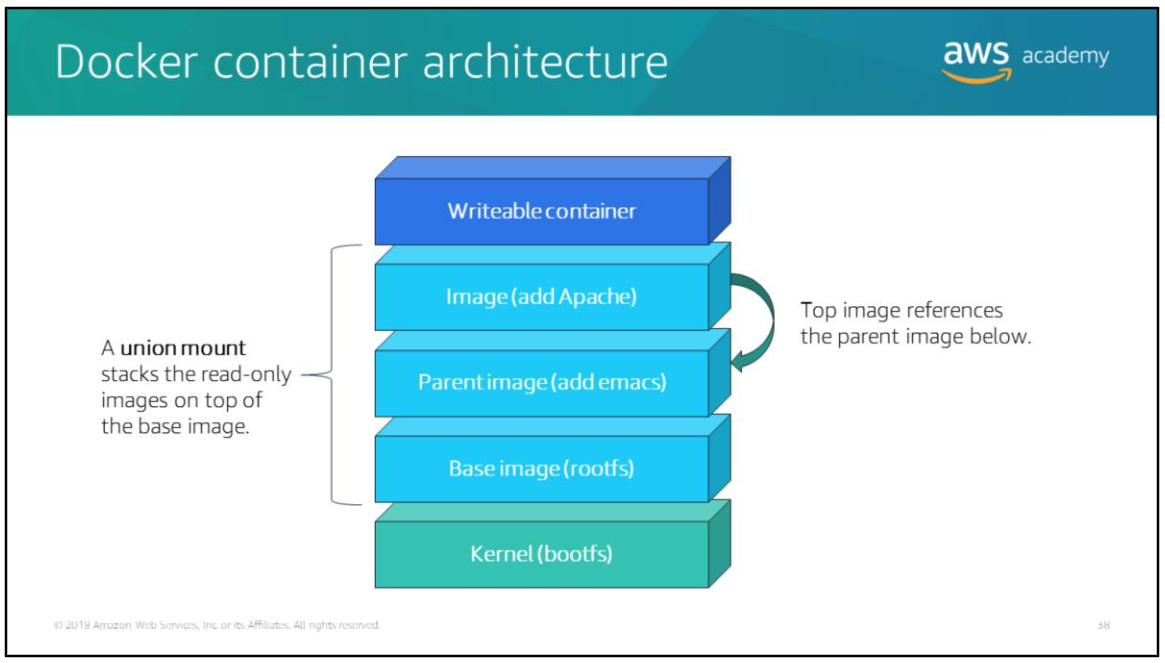 Docker container architecture
aws academy
Writeable container
Image (add Apache)
Top image references
the parent image below.
A union mount
stacks the read-only
images on top of
the base image.
Parent image (add emacs)
Base image (rootfs)
Kernel (bootfs)
© 2019 Amazon Web Services, Inc. or its Affiliates. All rights reserved.
38